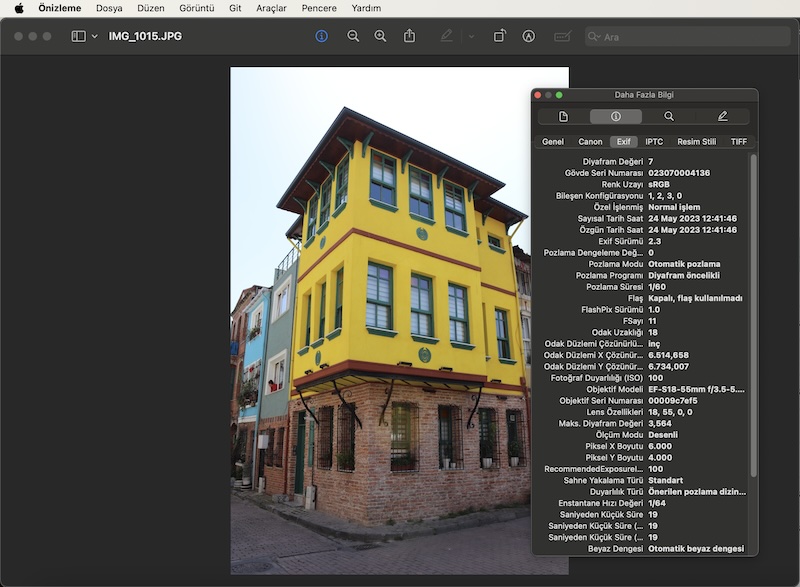 Önizleme Dosya Düzen Görüntü Git Araçlar Pencere Yardım
IMG_1015.JPG
Ara
Daha Fazla Bilgi
Genel Canon Exif IPTC Resim Stili TIFF
Diyafram Değeri 7
Gövde Seri Numarası 023070004136
Renk Uzayı sRGB
Bileşen Konfigürasyonu 1, 2, 3, 0
Özel İşlenmiş Normal işlem
Sayısal Tarih Saat 24 May 2023 12:41:46
Özgün Tarih Saat 24 May 2023 12:41:46
Exif Sürümü 2.3
Pozlama Dengeleme Değ... 0
Pozlama Modu Otomatik pozlama
Pozlama Programı Diyafram öncelikli
Pozlama Süresi 1/60
Flaş Kapalı, flaş kullanılmadı
FlashPix Sürümü 1.0
FSayı 11
Odak Uzaklığı 18
Odak Düzlemi Çözünürlü... inç
Odak Düzlemi X Çözünür... 6.514,658
Odak Düzlemi Y Çözünür... 6.734,007
Fotoğraf Duyarlılığı (ISO) 100
Objektif Modeli EF-S18-55mm f/3.5-5....
Objektif Seri Numarası 00009c7ef5
Lens Özellikleri 18, 55, 0, 0
Maks. Diyafram Değeri 3,564
Ölçüm Modu Desenli
Piksel X Boyutu 6.000
Piksel Y Boyutu 4.000
RecommendedExposureI... 100
Sahne Yakalama Türü Standart
Duyarlılık Türü Önerilen pozlama dizin...
Enstantane Hızı Değeri 1/64
Saniyeden Küçük Süre 19
Saniyeden Küçük Süre (... 19
Saniyeden Küçük Süre (... 19
Beyaz Dengesi Otomatik beyaz dengesi